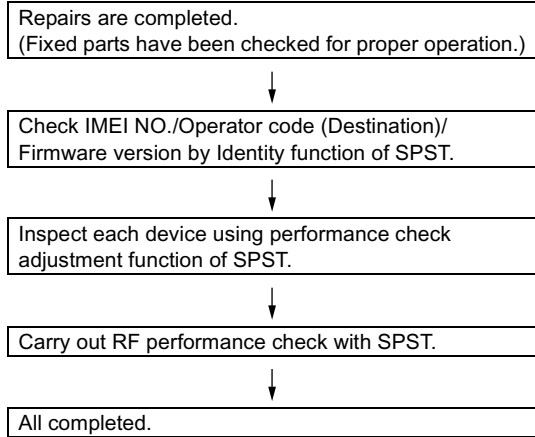 Repairs are completed.
(Fixed parts have been checked for proper operation.)
Check IMEI NO./Operator code (Destination)/
Firmware version by Identity function of SPST.
Inspect each device using performance check
adjustment function of SPST.
Carry out RF performance check with SPST.
All completed.